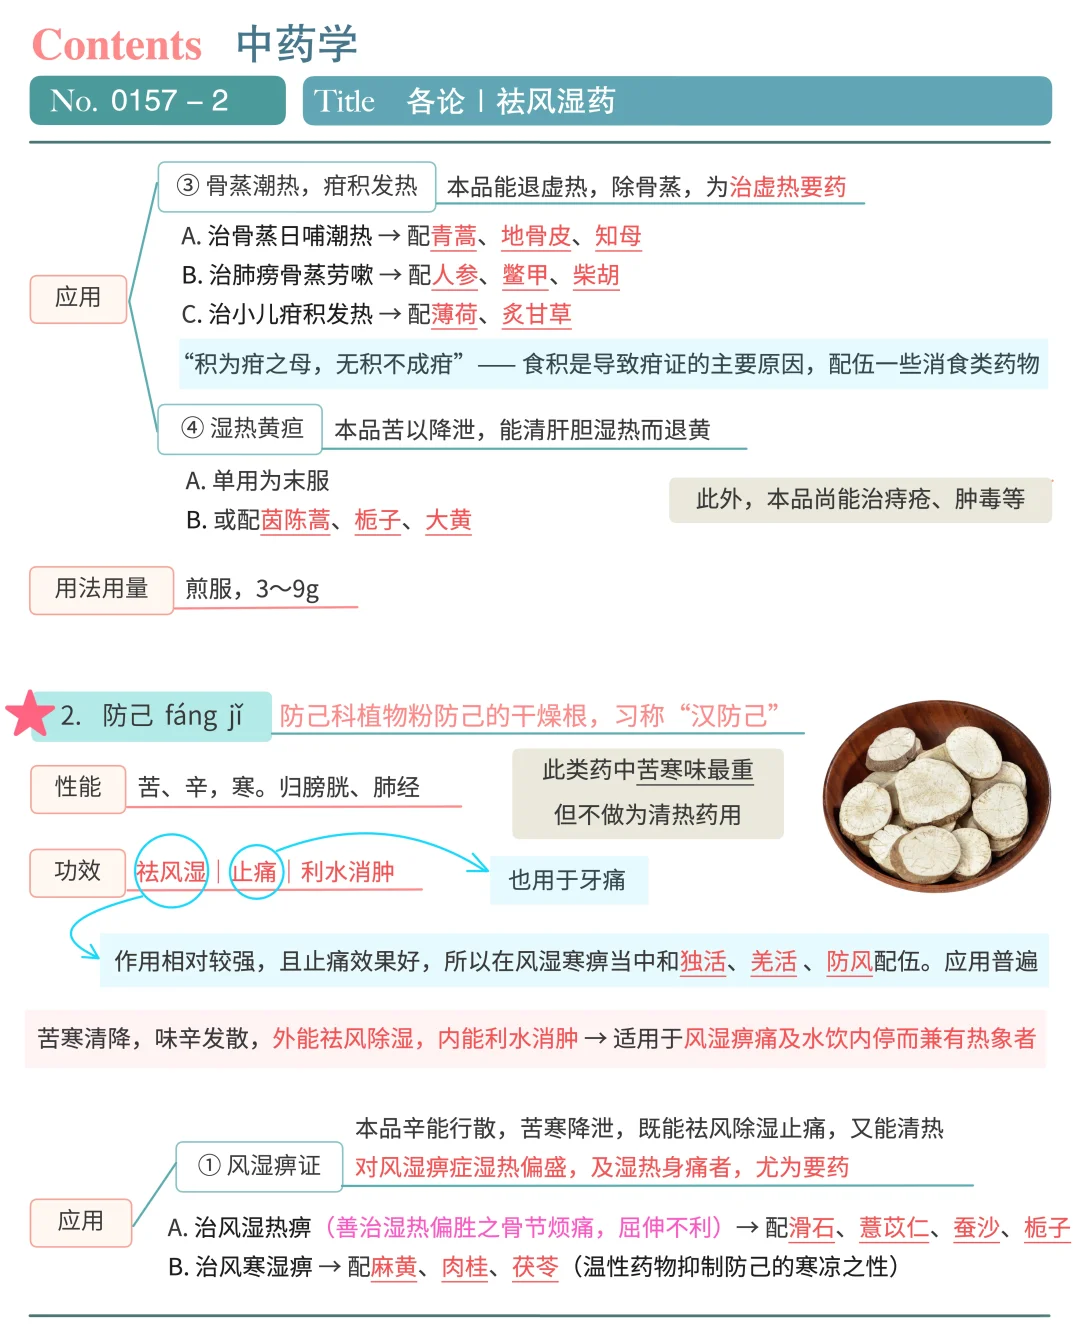 Contents 中药学
No. 0157 – 2
Title 各论 | 祛风湿药
③ 骨蒸潮热，疳积发热 本品能退虚热，除骨蒸，为治虚热要药
A. 治骨蒸日晡潮热 → 配青蒿、地骨皮、知母
B. 治肺痨骨蒸劳嗽 → 配人参、鳖甲、柴胡
应用
C. 治小儿疳积发热 → 配薄荷、炙甘草
“积为疳之母，无积不成疳” —— 食积是导致疳证的主要原因，配伍一些消食类药物
④ 湿热黄疸 本品苦以降泄，能清肝胆湿热而退黄
A. 单用为末服
此外，本品尚能治痔疮、肿毒等
B. 或配茵陈蒿、栀子、大黄
用法用量 煎服，3～9g
2. 防己 fáng jǐ 防己科植物粉防己的干燥根，习称“汉防己”
性能 苦、辛，寒。归膀胱、肺经
此类药中苦寒味最重
但不做为清热药用
功效 祛风湿 | 止痛 | 利水消肿
也用于牙痛
作用相对较强，且止痛效果好，所以在风湿寒痹当中和独活、羌活 、防风配伍。应用普遍
苦寒清降，味辛发散，外能祛风除湿，内能利水消肿 → 适用于风湿痹痛及水饮内停而兼有热象者
本品辛能行散，苦寒降泄，既能祛风除湿止痛，又能清热
① 风湿痹证 对风湿痹症湿热偏盛，及湿热身痛者，尤为要药
应用
A. 治风湿热痹（善治湿热偏胜之骨节烦痛，屈伸不利） → 配滑石、薏苡仁、蚕沙、栀子
B. 治风寒湿痹 → 配麻黄、肉桂、茯苓（温性药物抑制防己的寒凉之性）